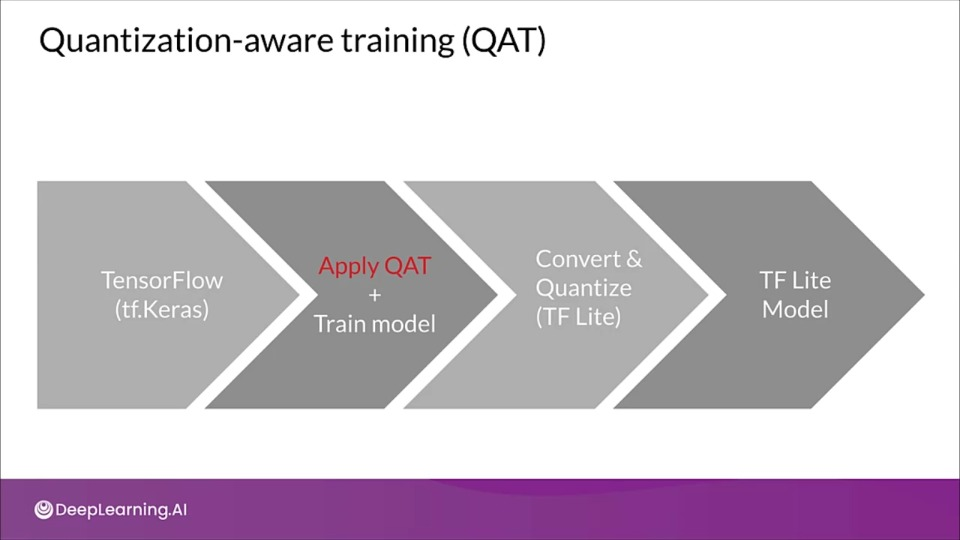 Quantization-aware training (QAT)
TensorFlow
(tf.Keras)
Apply QAT
+
Train model
Convert &
Quantize
(TF Lite)
TF Lite
Model
DeepLearning.AI